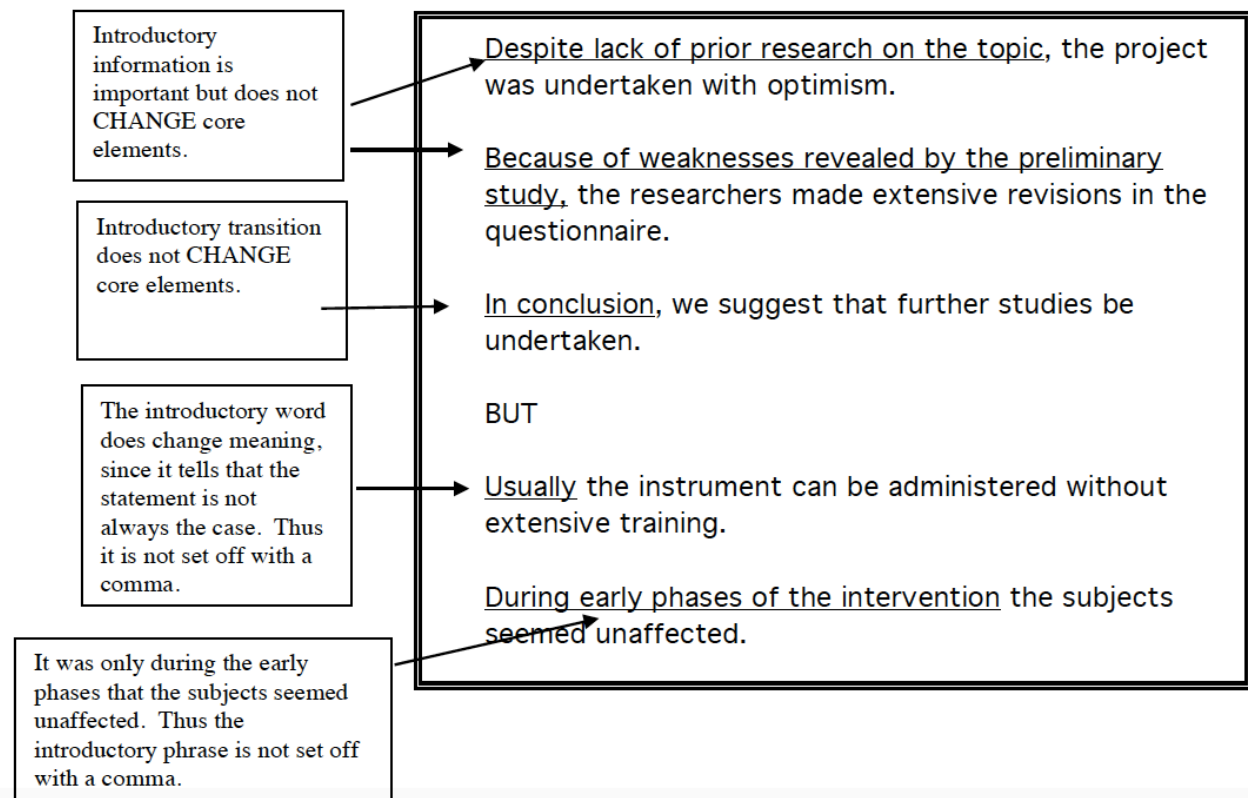 Introductory
information is
important but does not
CHANGE core
elements.
Despite lack of prior research on the topic, the project
was undertaken with optimism.
Because of weaknesses revealed by the preliminary
study, the researchers made extensive revisions in the
questionnaire.
Introductory transition
does not CHANGE
core elements.
In conclusion, we suggest that further studies be
undertaken.
BUT
The introductory word
does change meaning,
since it tells that the
statement is not
always the case.  Thus
it is not set off with a
comma.
Usually the instrument can be administered without
extensive training.
During early phases of the intervention the subjects
seemed unaffected.
It was only during the early
phases that the subjects seemed
unaffected.  Thus the
introductory phrase is not set off
with a comma.